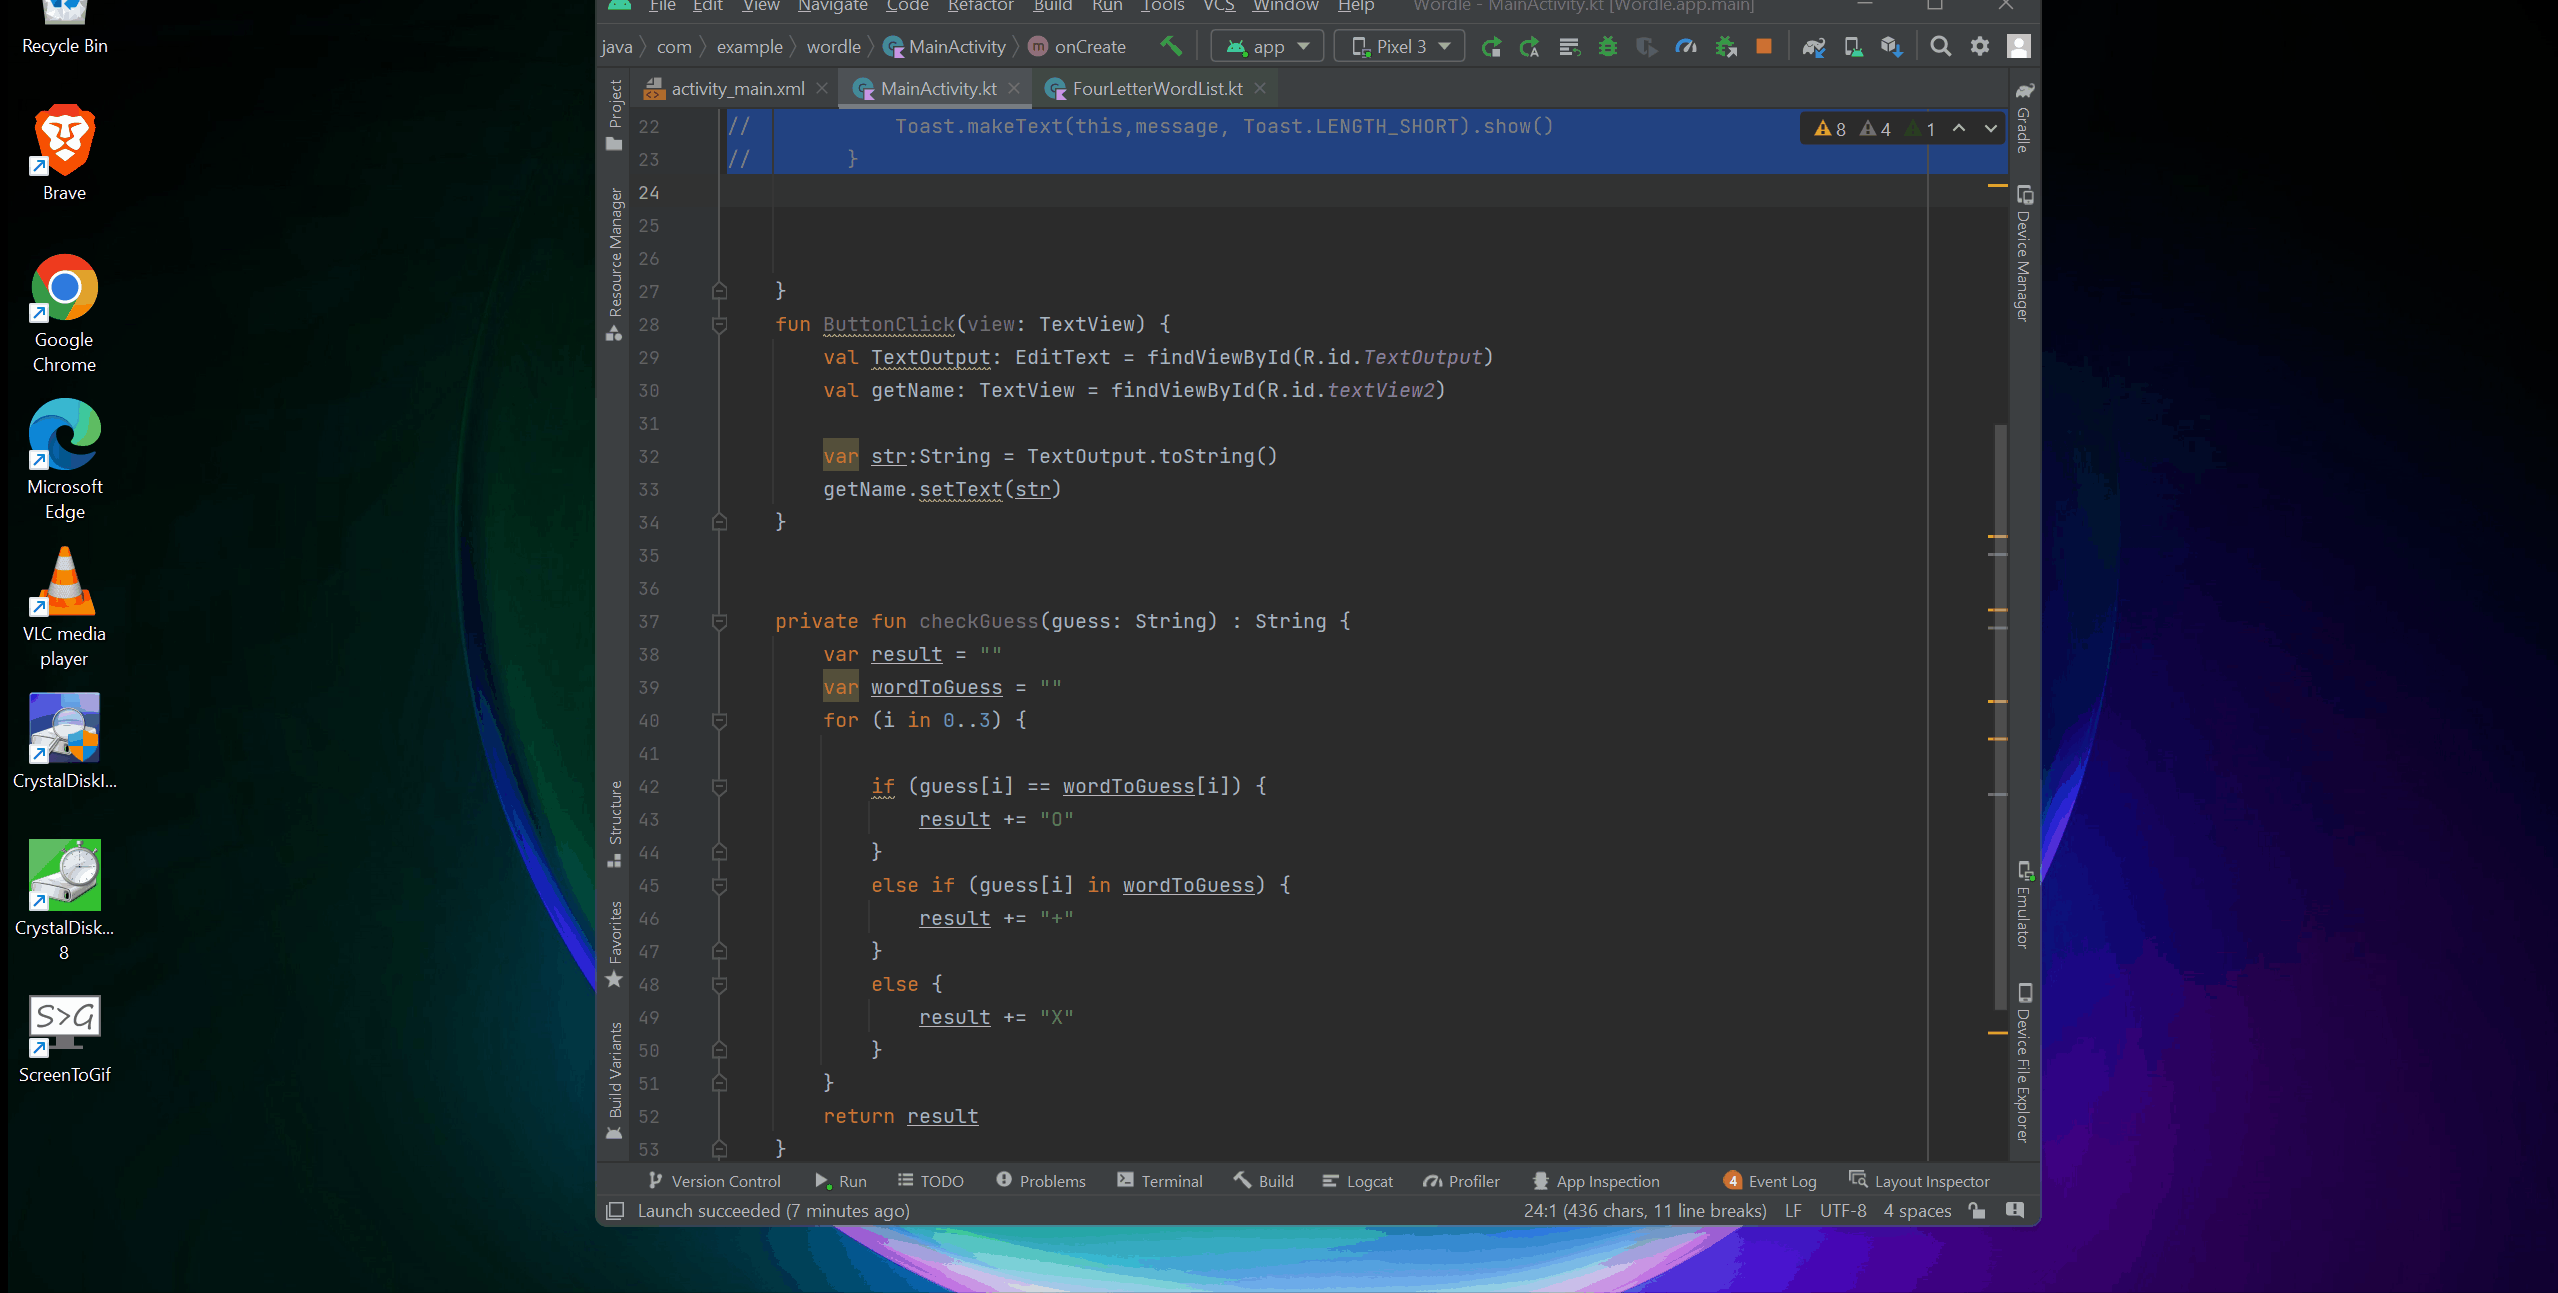 Recycle Bin
Brave
Google
Chrome
Microsoft
Edge
VLC media
player
CrystalDiskI...
CrystalDisk...
8
S>G
ScreenToGif
File Edit View Navigate Code Refactor Build Run Tools VCS Window Help Wordle - MainActivity.kt [Wordle.app.main]
java com example wordle MainActivity m onCreate app Pixel 3
activity_main.xml MainActivity.kt FourLetterWordList.kt
Project
Resource Manager
Structure
Favorites
Build Variants
8 4 1
22 // Toast.makeText(this,message, Toast.LENGTH_SHORT).show()
23 // }
24
25
26
27 }
28 fun ButtonClick(view: TextView) {
29 val TextOutput: EditText = findViewById(R.id.TextOutput)
30 val getName: TextView = findViewById(R.id.textView2)
31
32 var str:String = TextOutput.toString()
33 getName.setText(str)
34 }
35
36
37 private fun checkGuess(guess: String) : String {
38 var result = ""
39 var wordToGuess = ""
40 for (i in 0..3) {
41
42 if (guess[i] == wordToGuess[i]) {
43 result += "O"
44 }
45 else if (guess[i] in wordToGuess) {
46 result += "+"
47 }
48 else {
49 result += "X"
50 }
51 }
52 return result
53 }
Gradle
Device Manager
Emulator
Device File Explorer
Version Control Run TODO Problems Terminal Build Logcat Profiler App Inspection 4 Event Log Layout Inspector
Launch succeeded (7 minutes ago) 24:1 (436 chars, 11 line breaks) LF UTF-8 4 spaces